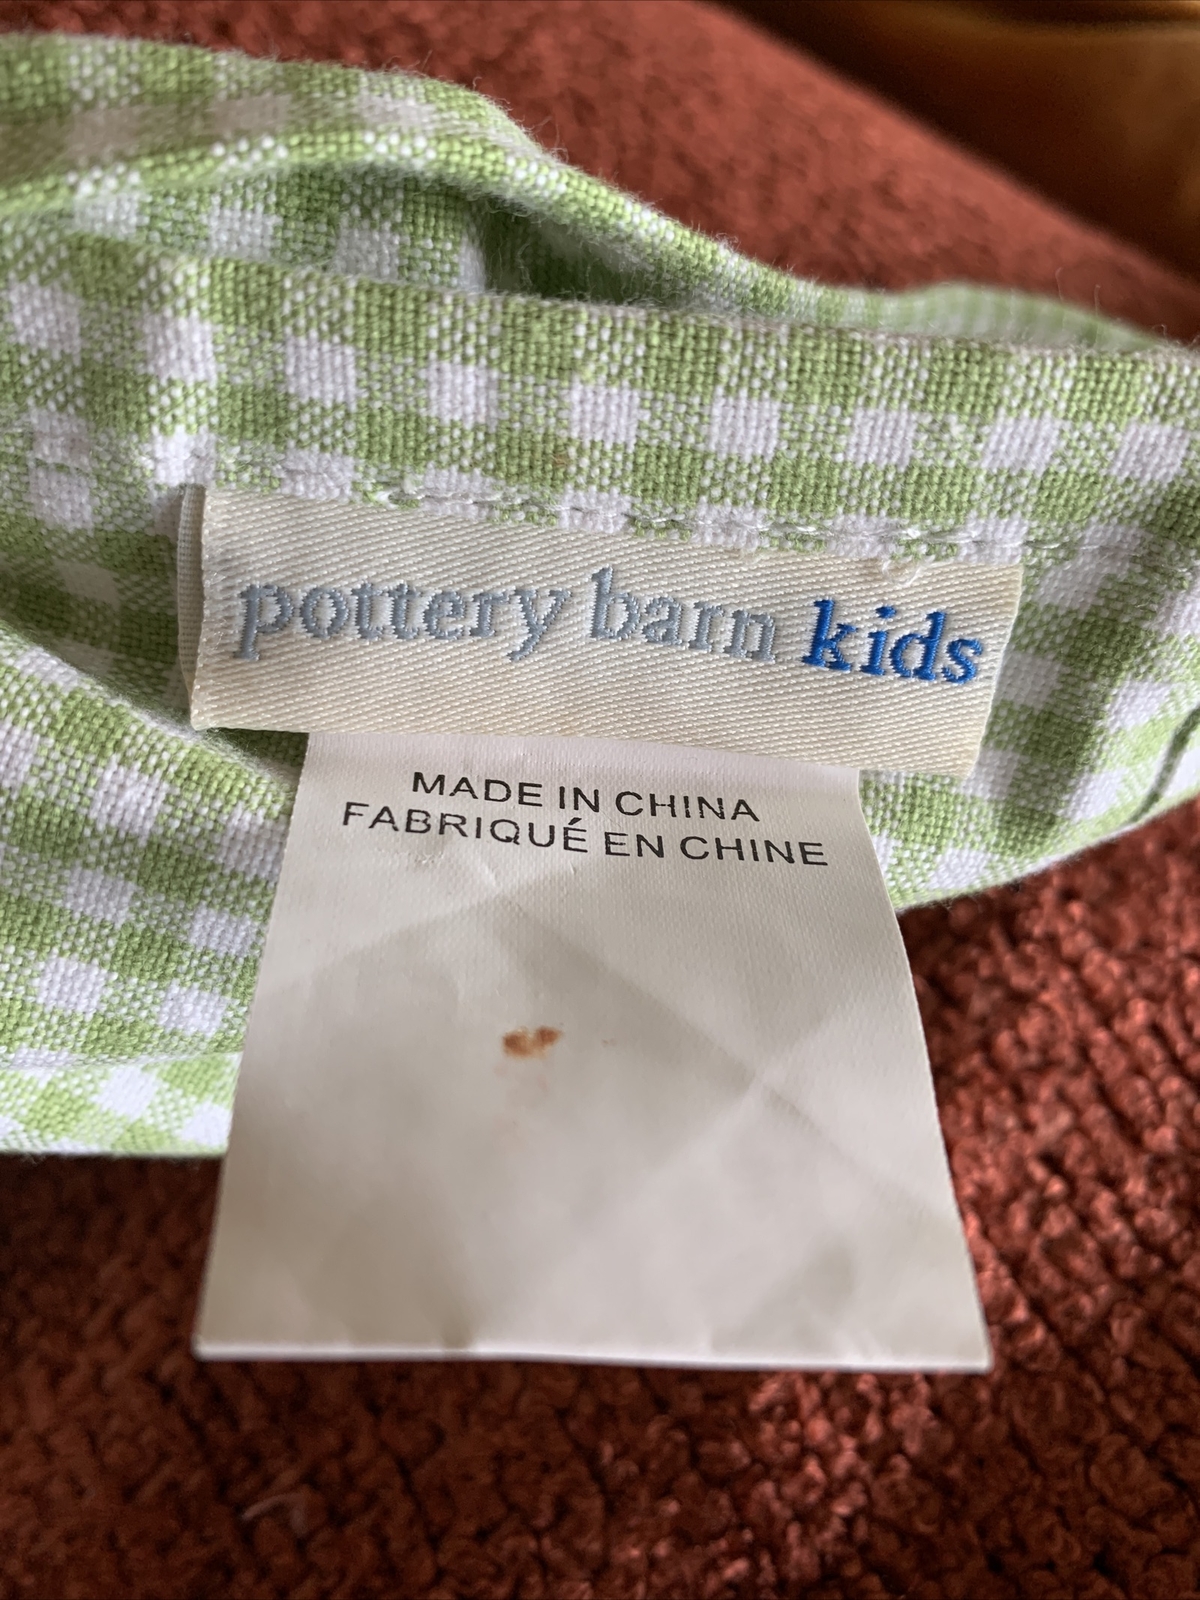 pottery barn kids
MADE IN CHINA
FABRIQUÉ EN CHINE